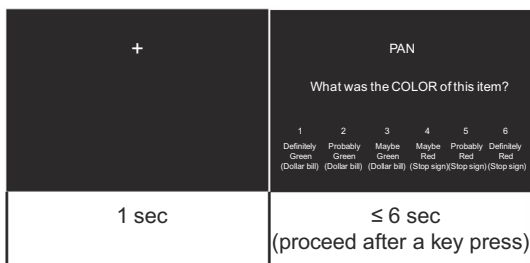 +
PAN
What was the COLOR of this item?
1 2 3 4 5 6
Definitely Probably Maybe Maybe Probably Definitely
Green Green Green Red Red Red
(Dollar bill) (Dollar bill) (Dollar bill) (Stop sign) (Stop sign) (Stop sign)
1 sec
≤ 6 sec
(proceed after a key press)